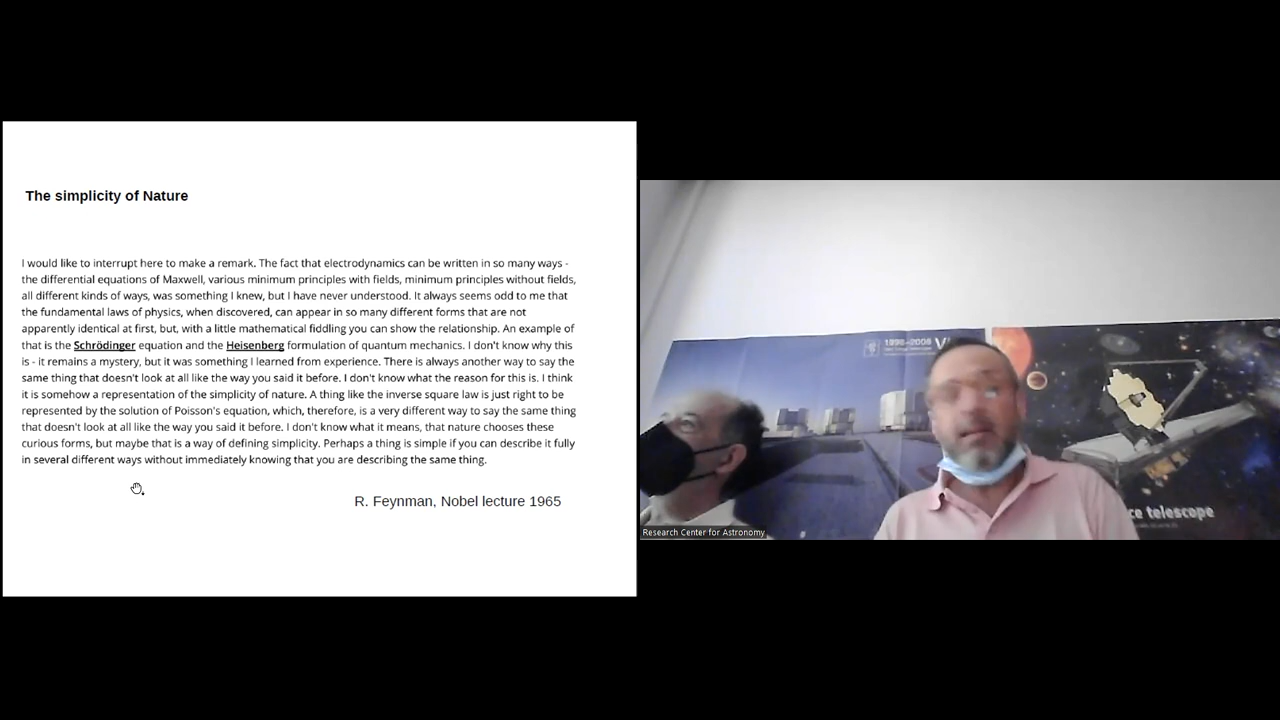 The simplicity of Nature
I would like to interrupt here to make a remark. The fact that electrodynamics can be written in so many ways -
the differential equations of Maxwell, various minimum principles with fields, minimum principles without fields,
all different kinds of ways, was something I knew, but I have never understood. It always seems odd to me that
the fundamental laws of physics, when discovered, can appear in so many different forms that are not
apparently identical at first, but, with a little mathematical fiddling you can show the relationship. An example of
that is the Schrödinger equation and the Heisenberg formulation of quantum mechanics. I don't know why this
is - it remains a mystery, but it was something I learned from experience. There is always another way to say the
same thing that doesn't look at all like the way you said it before. I don't know what the reason for this is. I think
it is somehow a representation of the simplicity of nature. A thing like the inverse square law is just right to be
represented by the solution of Poisson's equation, which, therefore, is a very different way to say the same thing
that doesn't look at all like the way you said it before. I don't know what it means, that nature chooses these
curious forms, but maybe that is a way of defining simplicity. Perhaps a thing is simple if you can describe it fully
in several different ways without immediately knowing that you are describing the same thing.
R. Feynman, Nobel lecture 1965
1998-2008 V
ce telescope
Research Center for Astronomy